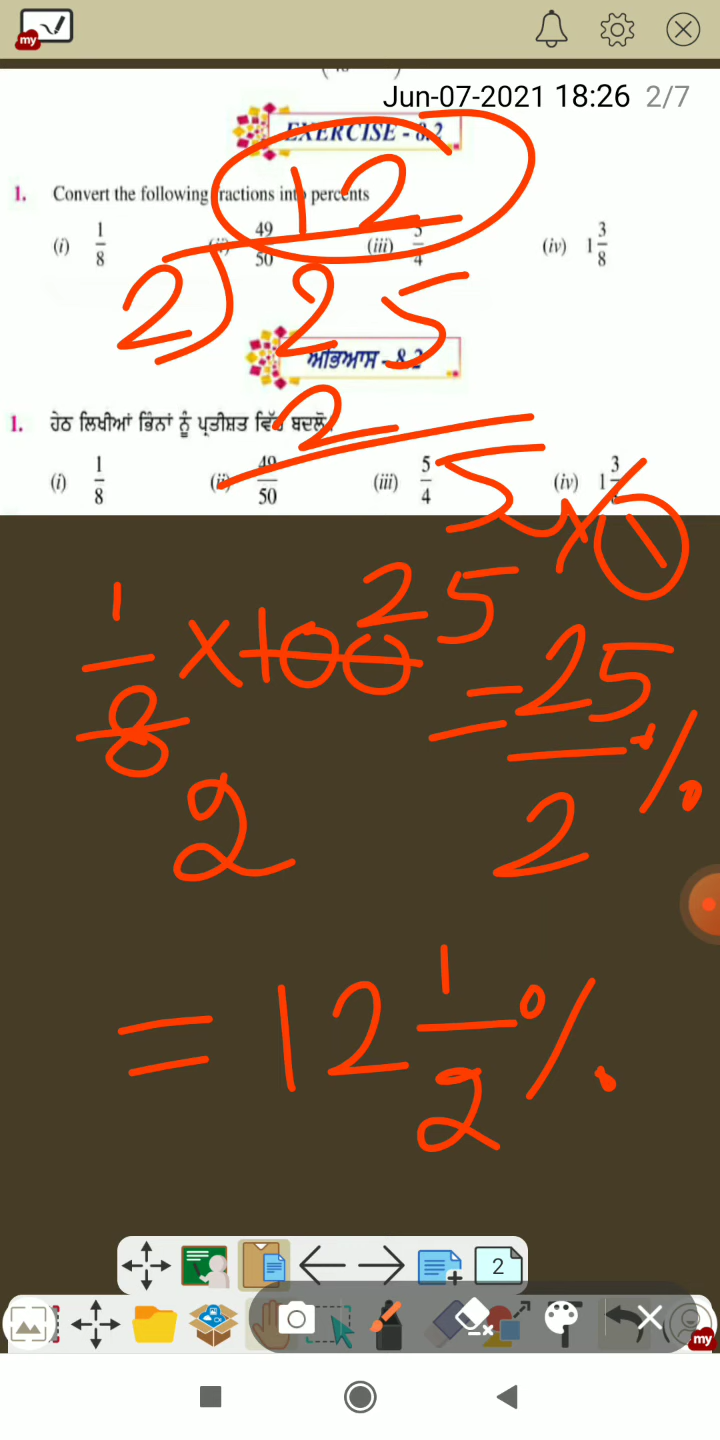 my
Jun-07-2021 18:26 2/7
EXERCISE - 8.2
1. Convert the following fractions into percents
(i) 1/8 (ii) 49/50 (iii) 5/4 (iv) 1 3/8
12
2) 25
ਅਭਿਆਸ - 8.2
2
1. ਹੇਠ ਲਿਖੀਆਂ ਭਿੰਨਾਂ ਨੂੰ ਪ੍ਰਤੀਸ਼ਤ ਵਿੱਚ ਬਦਲੋ
(i) 1/8 (ii) 49/50 (iii) 5/4 (iv) 1 3/
5 × 1
1/8 × 100 25 = 25/2 %
2
= 12 1/2 %
2
my